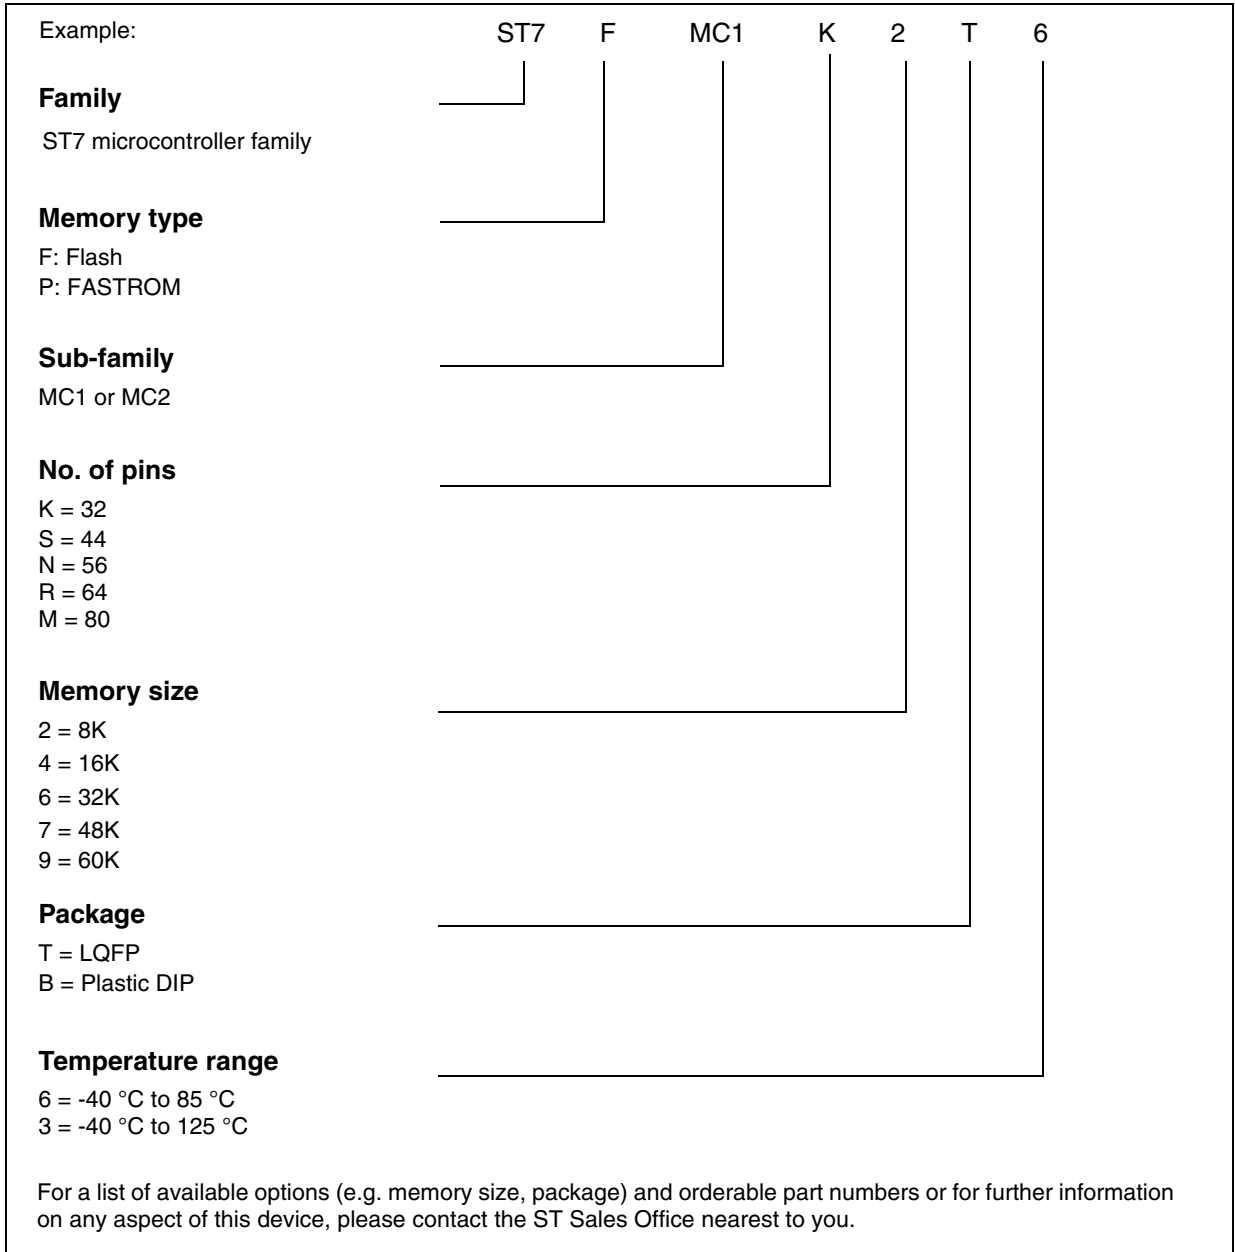 Example: ST7 F MC1 K 2 T 6
Family
ST7 microcontroller family
Memory type
F: Flash
P: FASTROM
Sub-family
MC1 or MC2
No. of pins
K = 32
S = 44
N = 56
R = 64
M = 80
Memory size
2 = 8K
4 = 16K
6 = 32K
7 = 48K
9 = 60K
Package
T = LQFP
B = Plastic DIP
Temperature range
6 = -40 °C to 85 °C
3 = -40 °C to 125 °C
For a list of available options (e.g. memory size, package) and orderable part numbers or for further information
on any aspect of this device, please contact the ST Sales Office nearest to you.